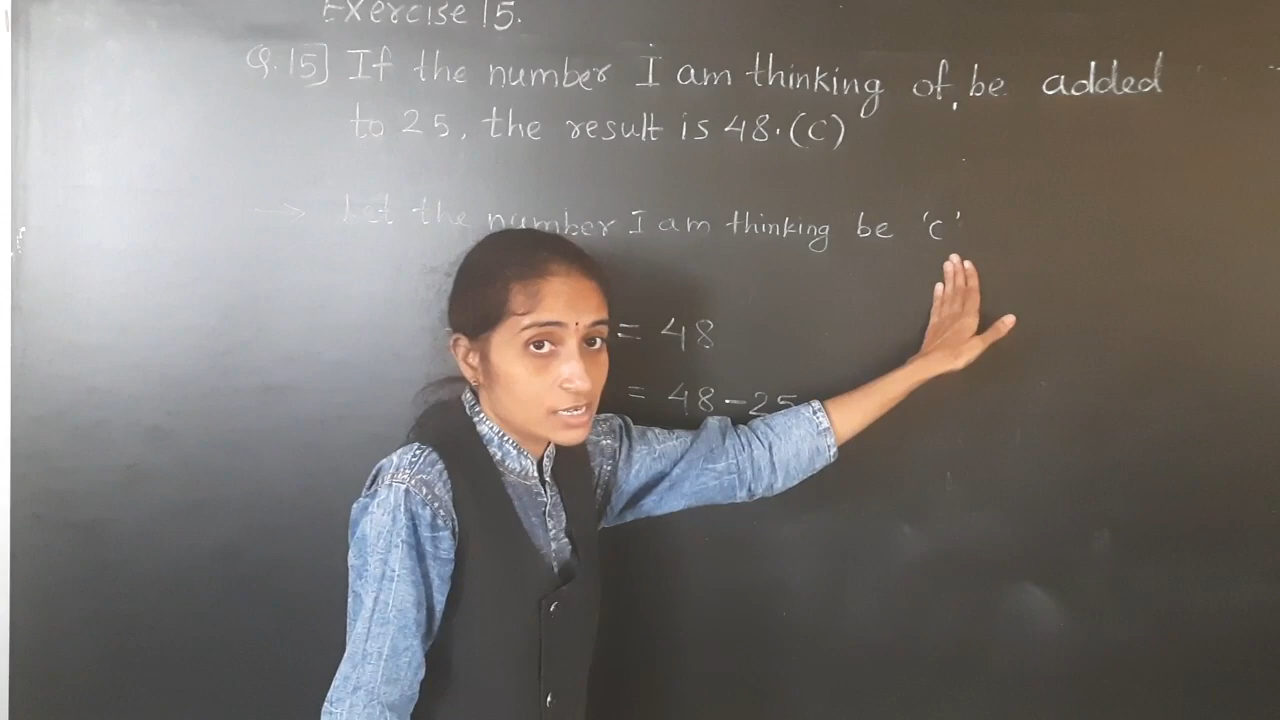 Exercise 15.
Q.15] If the number I am thinking of, be added
to 25, the result is 48. (C)
→ Let the number I am thinking be 'c'
= 48
= 48 - 25